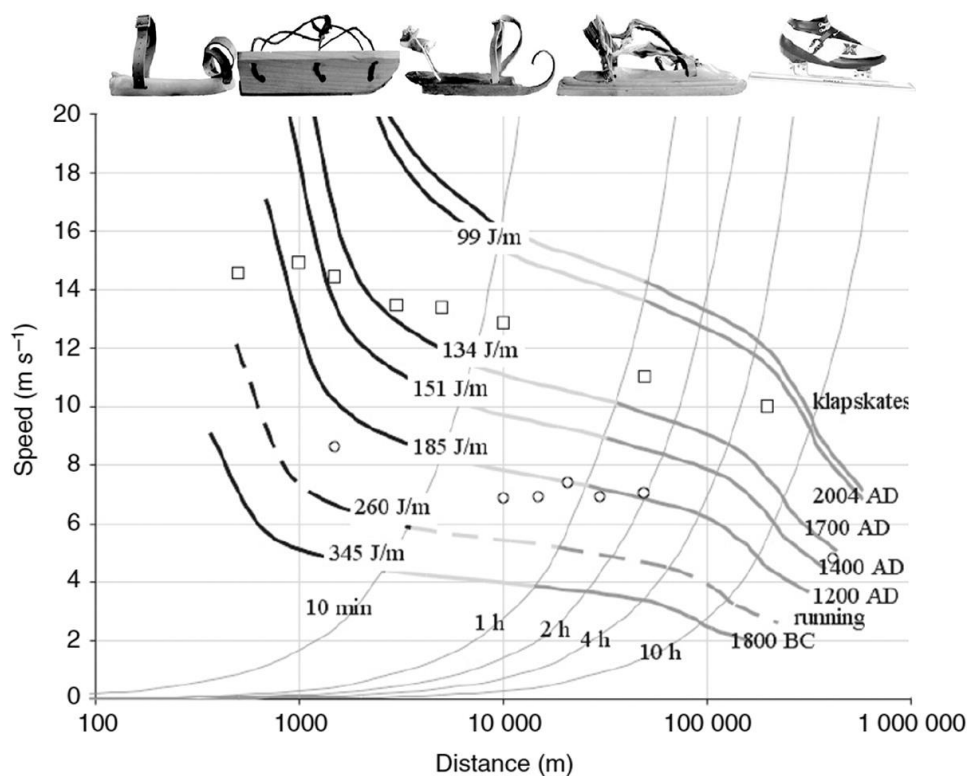 20
18
16
14
12
10
8
6
4
2
0
Speed (m s–1)
99 J/m
134 J/m
151 J/m
185 J/m
260 J/m
345 J/m
klapskates
2004 AD
1700 AD
1400 AD
1200 AD
running
1800 BC
10 min
1 h
2 h
4 h
10 h
100
1000
10 000
100 000
1 000 000
Distance (m)